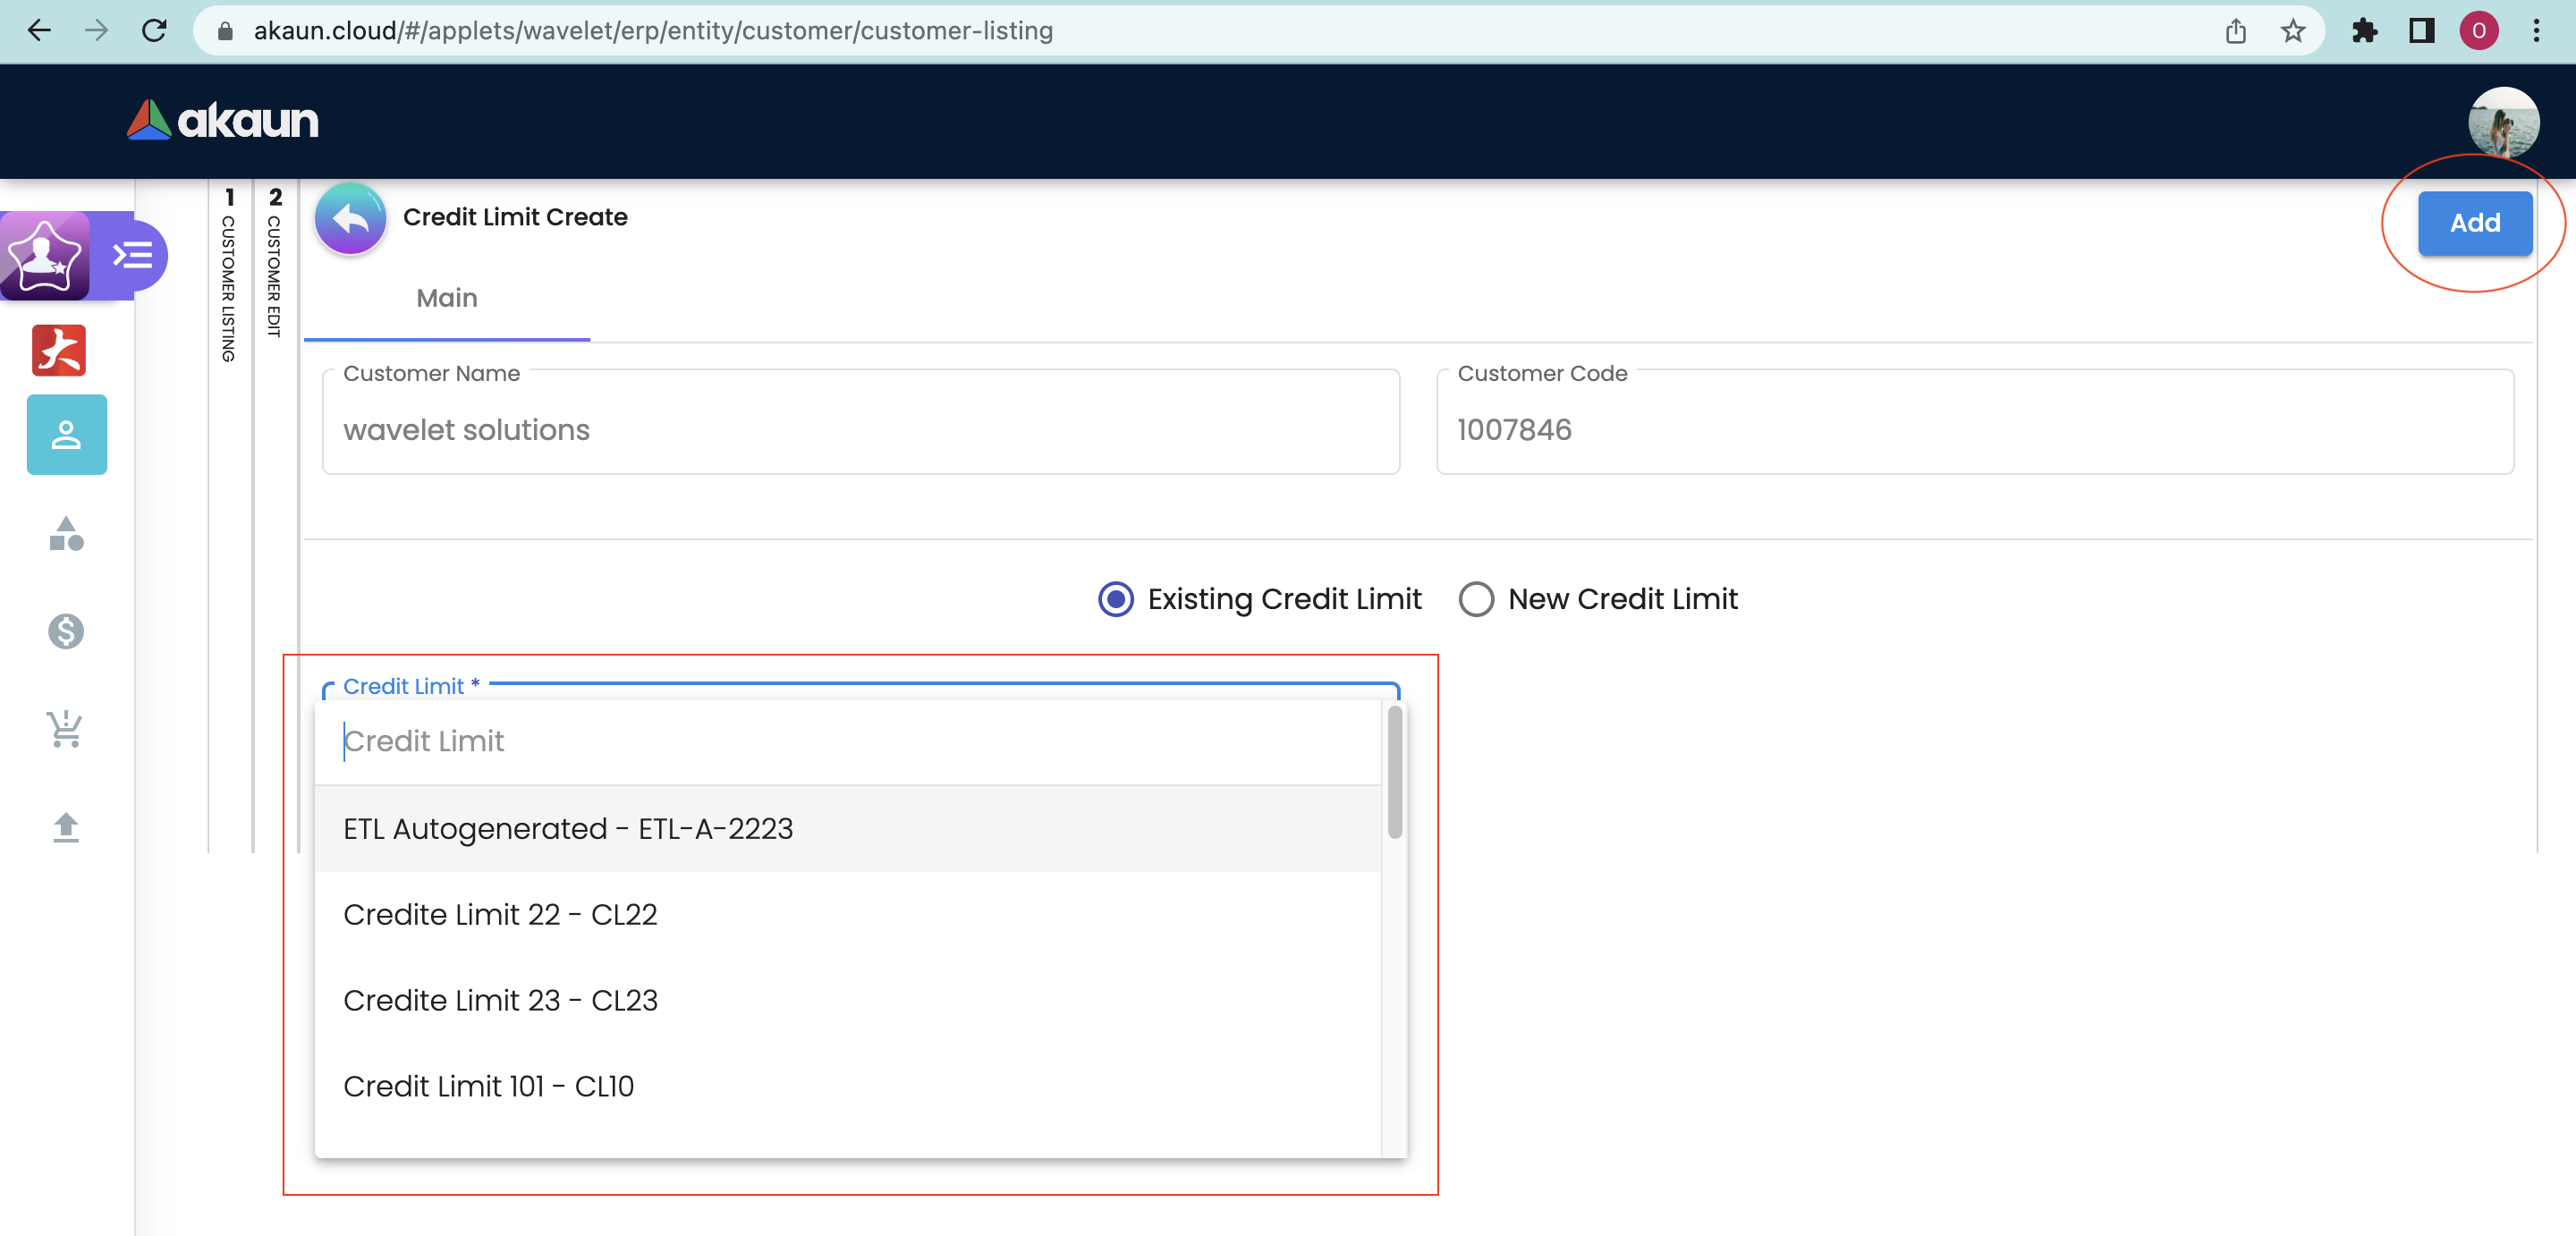 akaun.cloud/#/applets/wavelet/erp/entity/customer/customer-listing
O
akaun
1 CUSTOMER LISTING
2 CUSTOMER EDIT
Credit Limit Create
Add
Main
Customer Name
wavelet solutions
Customer Code
1007846
Existing Credit Limit
New Credit Limit
Credit Limit *
Credit Limit
ETL Autogenerated - ETL-A-2223
Credite Limit 22 - CL22
Credite Limit 23 - CL23
Credit Limit 101 - CL10